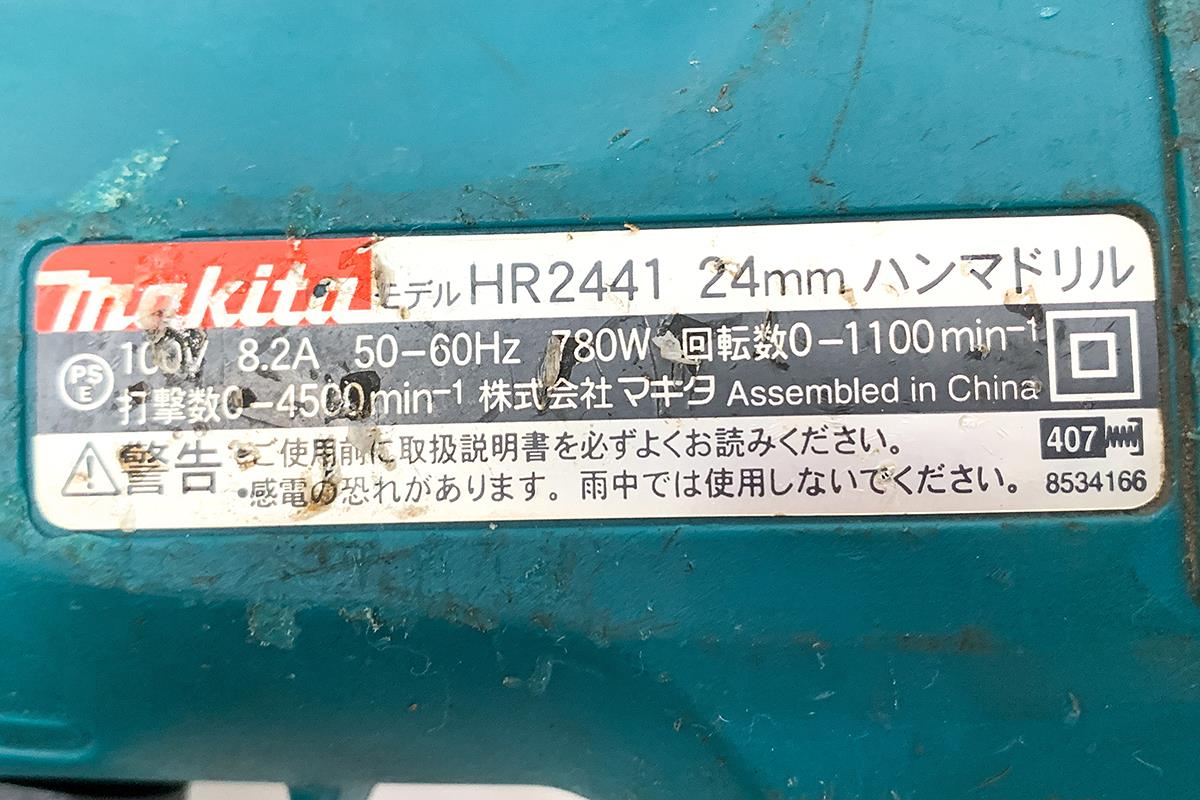 makita モデル HR2441 24mm ハンマドリル
PSE 100V 8.2A 50-60Hz 780W 回転数0-1100min⁻¹
打撃数0-4500min⁻¹ 株式会社マキタ Assembled in China
警告 ・ご使用前に取扱説明書を必ずよくお読みください。
・感電の恐れがあります。雨中では使用しないでください。
407
8534166